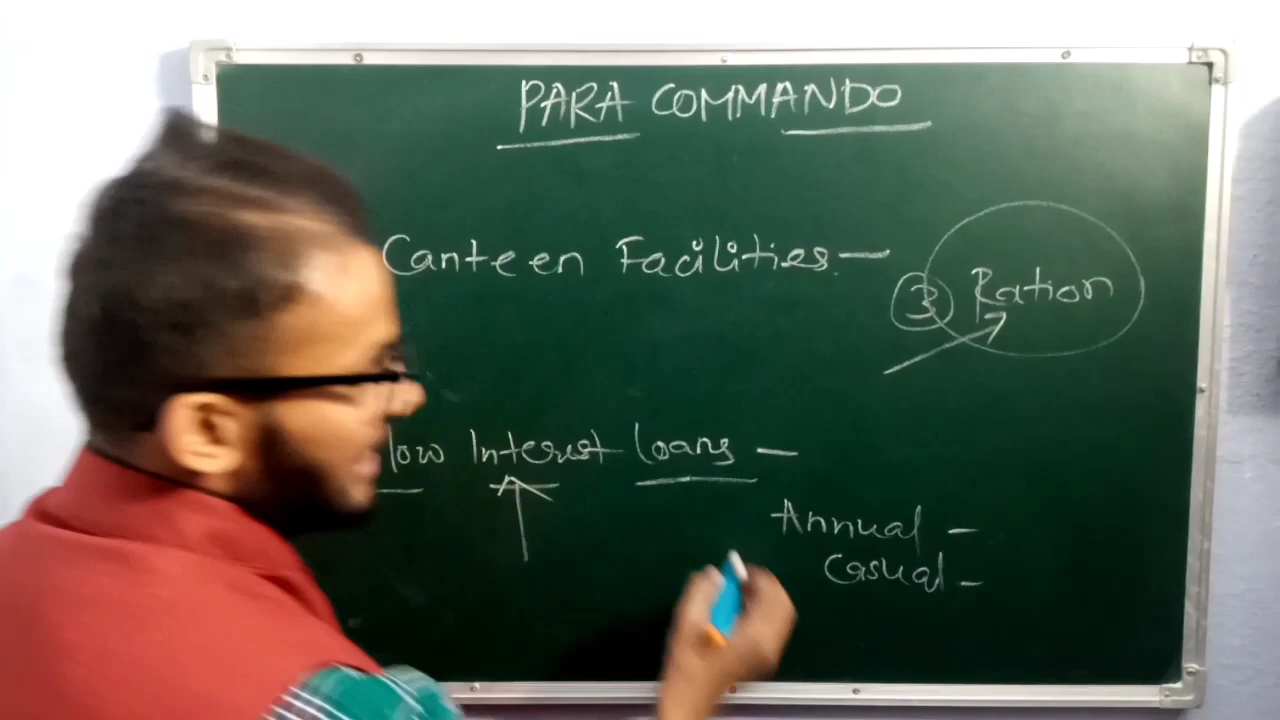 PARA COMMANDO
Canteen Facilities. —
③ Ration
low Interest loans —
Annual —
Casual —